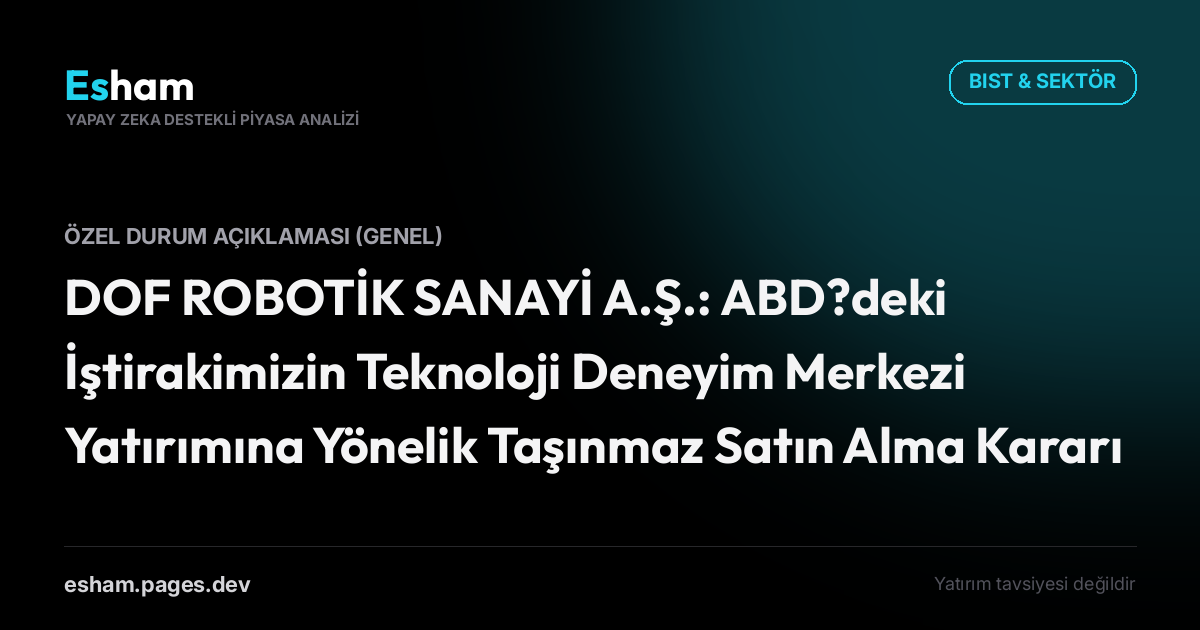 Esham
BIST & SEKTÖR
YAPAY ZEKA DESTEKLİ PİYASA ANALİZİ
ÖZEL DURUM AÇIKLAMASI (GENEL)
DOF ROBOTİK SANAYİ A.Ş.: ABD?deki
İştirakimizin Teknoloji Deneyim Merkezi
Yatırımına Yönelik Taşınmaz Satın Alma Kararı
esham.pages.dev
Yatırım tavsiyesi değildir